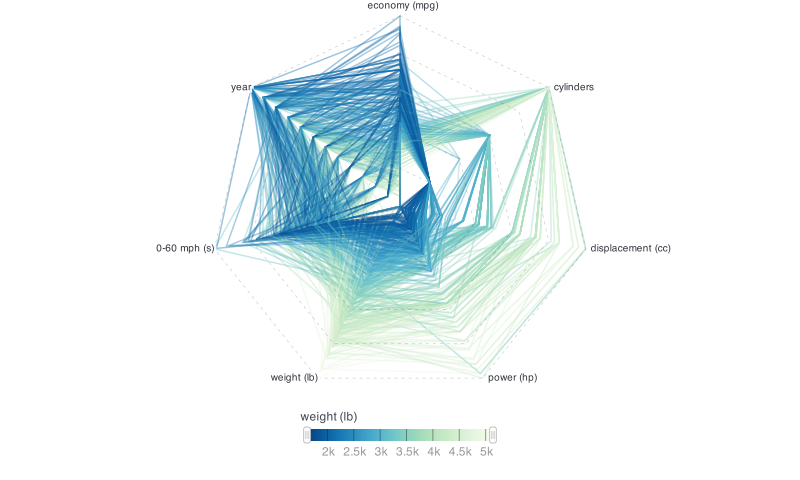 economy (mpg)
year
cylinders
0-60 mph (s)
displacement (cc)
weight (lb)
power (hp)
weight (lb)
2k 2.5k 3k 3.5k 4k 4.5k 5k